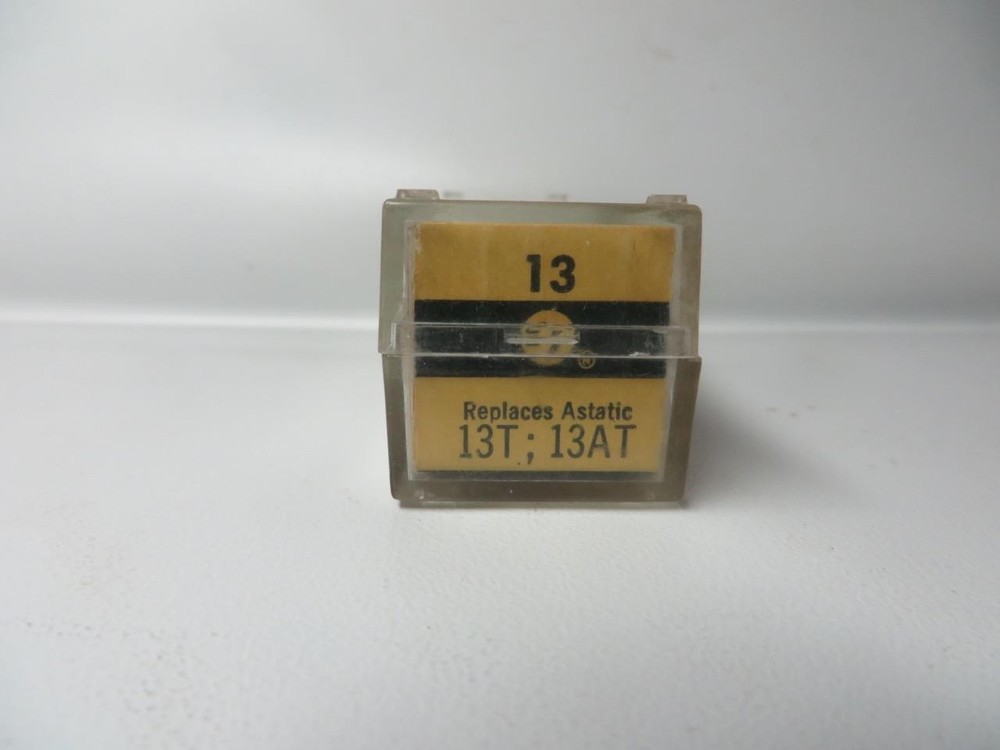 13
®
Replaces Astatic
13T; 13AT